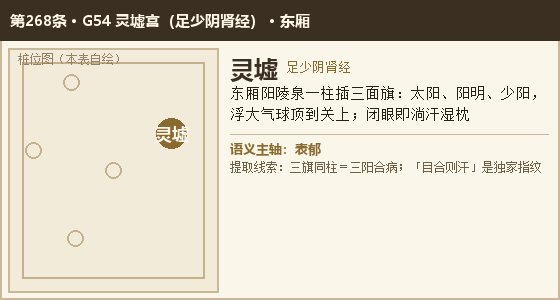 第268条 · G54 灵墟宫（足少阴肾经）· 东厢
桩位图（本表自绘）
灵墟
灵墟 足少阴肾经
东厢阳陵泉一柱插三面旗：太阳、阳明、少阳，
浮大气球顶到关上；闭眼即淌汗湿枕
语义主轴：表郁
提取线索：三旗同柱＝三阳合病；「目合则汗」是独家指纹